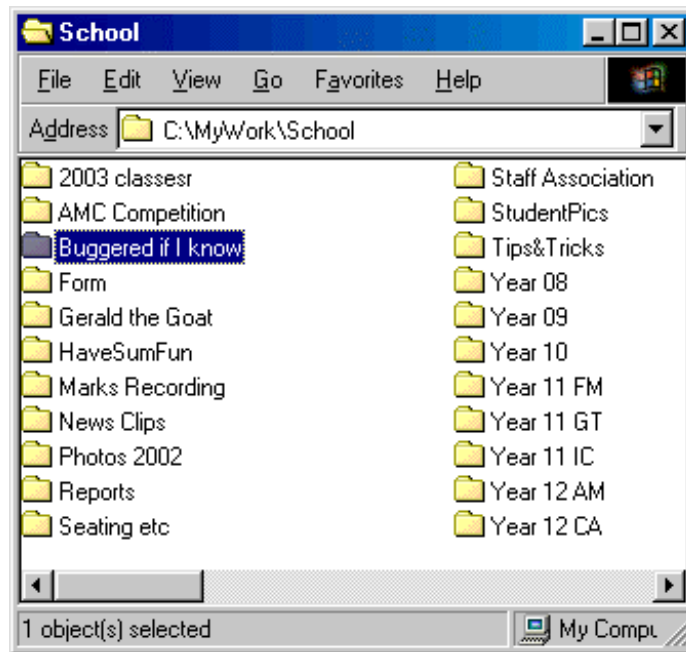 School
File Edit View Go Favorites Help
Address C:\MyWork\School
2003 classesr
AMC Competition
Buggered if I know
Form
Gerald the Goat
HaveSumFun
Marks Recording
News Clips
Photos 2002
Reports
Seating etc
Staff Association
StudentPics
Tips&Tricks
Year 08
Year 09
Year 10
Year 11 FM
Year 11 GT
Year 11 IC
Year 12 AM
Year 12 CA
1 object(s) selected
My Compu